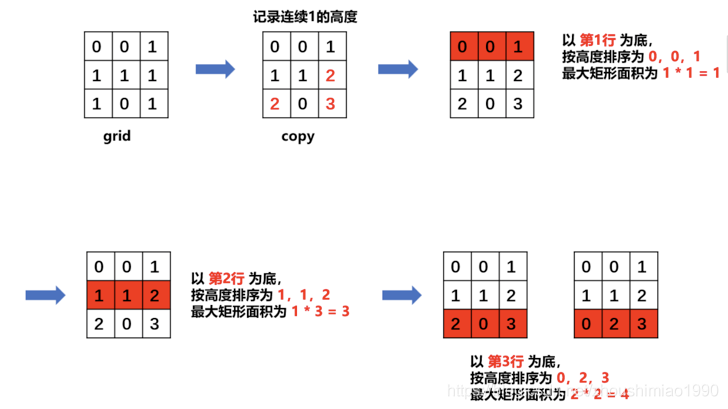 记录连续1的高度
0 0 1
1 1 1
1 0 1
grid
0 0 1
1 1 2
2 0 3
copy
0 0 1
1 1 2
2 0 3
以 第1行 为底，
按高度排序为 0，0，1
最大矩形面积为 1 * 1 = 1
0 0 1
1 1 2
2 0 3
以 第2行 为底，
按高度排序为 1，1，2
最大矩形面积为 1 * 3 = 3
0 0 1
1 1 2
2 0 3
0 0 1
1 1 2
0 2 3
以 第3行 为底，
按高度排序为 0，2，3
最大矩形面积为 2 * 2 = 4